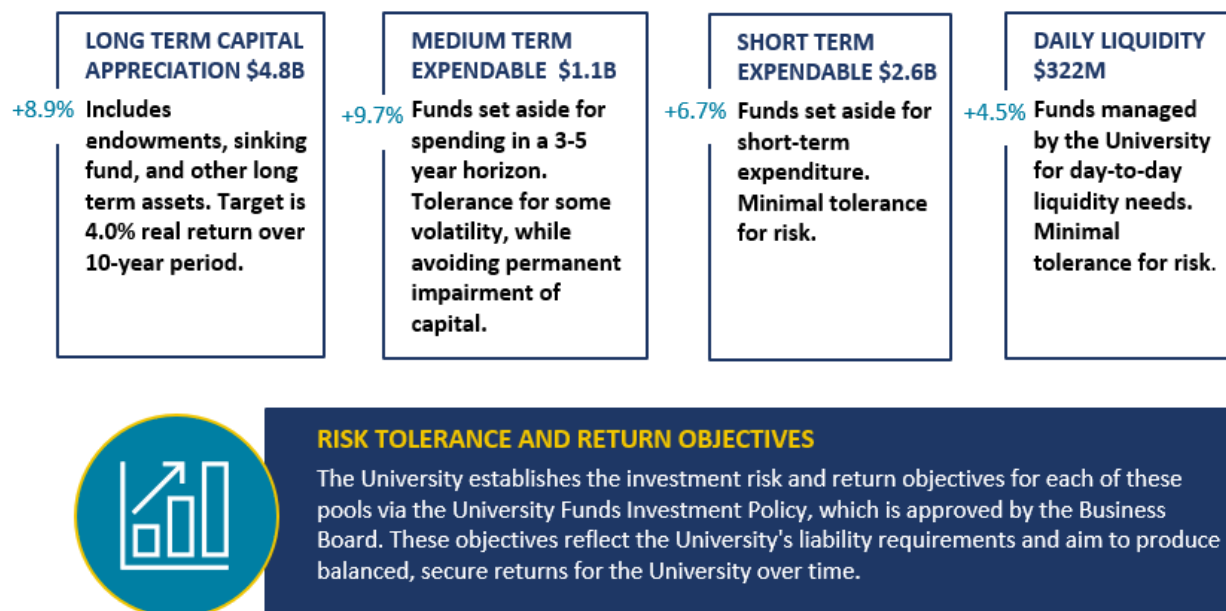 LONG TERM CAPITAL
APPRECIATION $4.8B
+8.9%
Includes
endowments, sinking
fund, and other long
term assets. Target is
4.0% real return over
10-year period.
MEDIUM TERM
EXPENDABLE $1.1B
+9.7%
Funds set aside for
spending in a 3-5
year horizon.
Tolerance for some
volatility, while
avoiding permanent
impairment of
capital.
SHORT TERM
EXPENDABLE $2.6B
+6.7%
Funds set aside for
short-term
expenditure.
Minimal tolerance
for risk.
DAILY LIQUIDITY
$322M
+4.5%
Funds managed
by the University
for day-to-day
liquidity needs.
Minimal
tolerance for risk.
RISK TOLERANCE AND RETURN OBJECTIVES
The University establishes the investment risk and return objectives for each of these
pools via the University Funds Investment Policy, which is approved by the Business
Board. These objectives reflect the University's liability requirements and aim to produce
balanced, secure returns for the University over time.